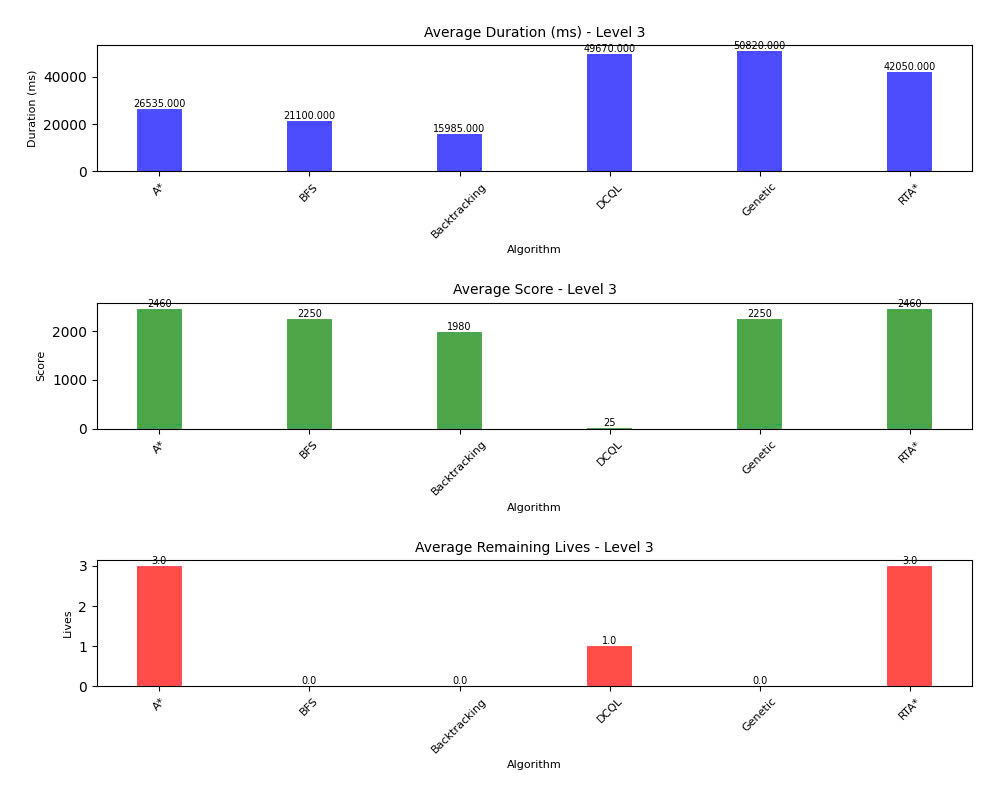 Average Duration (ms) - Level 3
Duration (ms)
40000
20000
0
26535.000
21100.000
15985.000
49670.000
50820.000
42050.000
A*
BFS
Backtracking
DCQL
Genetic
RTA*
Algorithm
Average Score - Level 3
Score
2000
1000
0
2460
2250
1980
25
2250
2460
A*
BFS
Backtracking
DCQL
Genetic
RTA*
Algorithm
Average Remaining Lives - Level 3
Lives
3
2
1
0
3.0
0.0
0.0
1.0
0.0
3.0
A*
BFS
Backtracking
DCQL
Genetic
RTA*
Algorithm